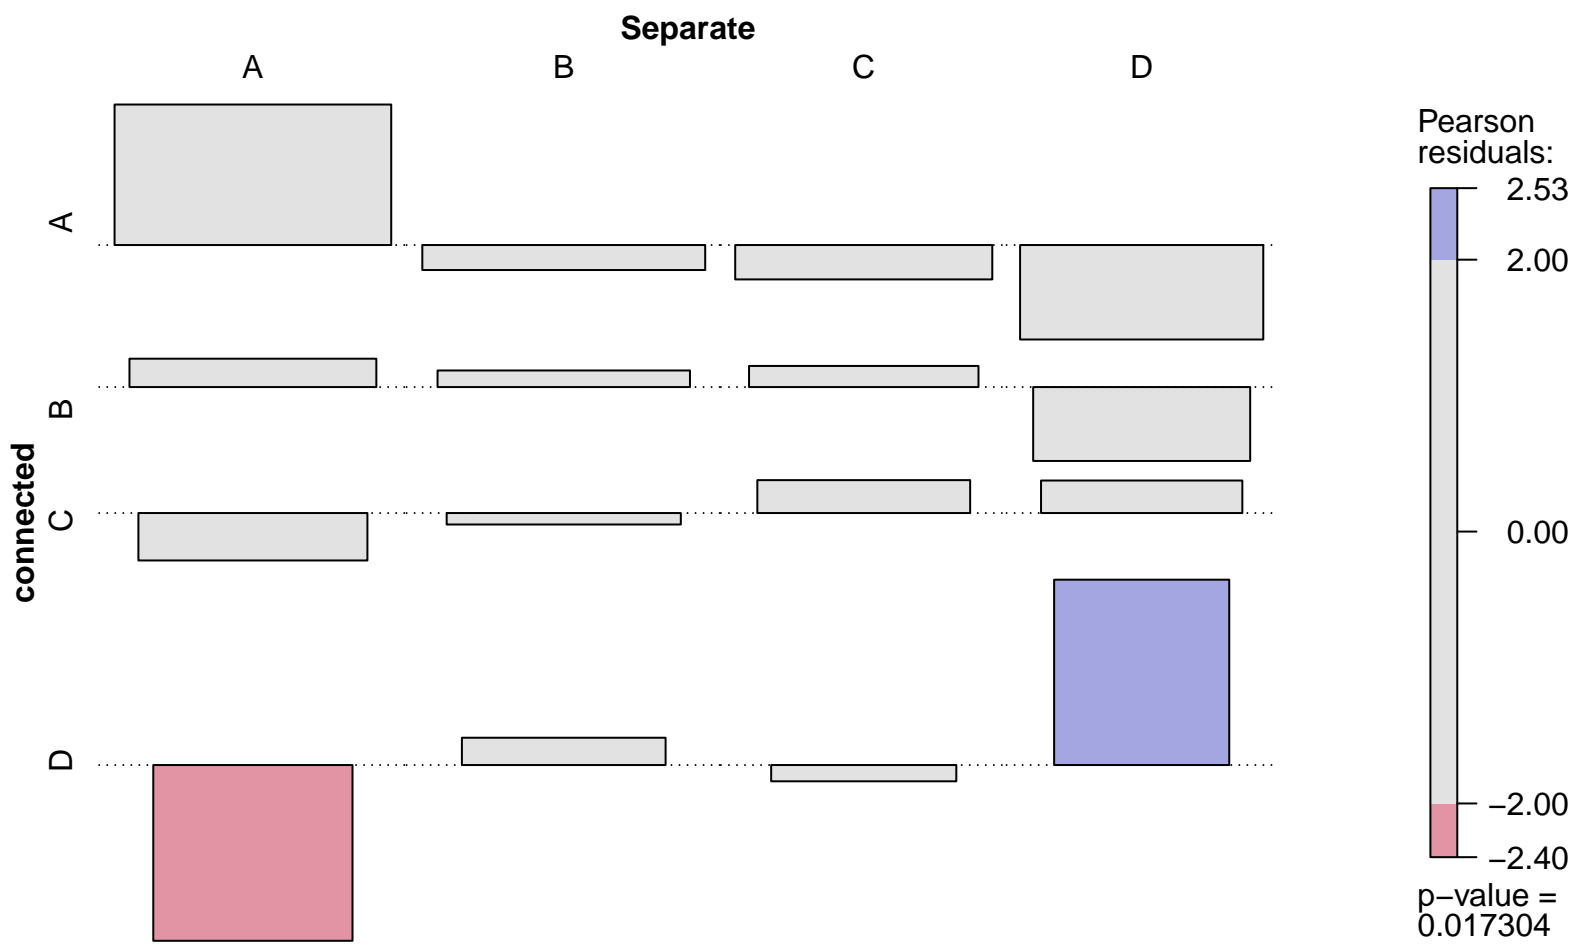 Separate
A B C D
connected
A
B
C
D
Pearson
residuals:
2.53
2.00
0.00
−2.00
−2.40
p−value =
0.017304